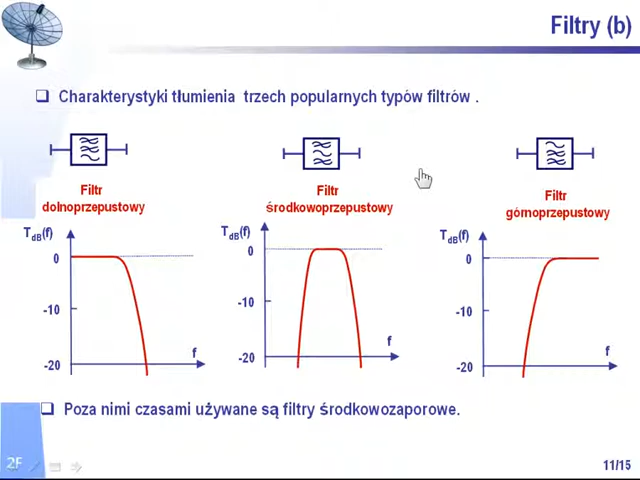 Filtry (b)
Charakterystyki tłumienia trzech popularnych typów filtrów .
Filtr
dolnoprzepustowy
Filtr
środkowoprzepustowy
Filtr
górnoprzepustowy
TdB(f)
0
-10
-20
f
TdB(f)
0
-10
-20
f
TdB(f)
0
-10
-20
f
Poza nimi czasami używane są filtry środkowozaporowe.
11/15